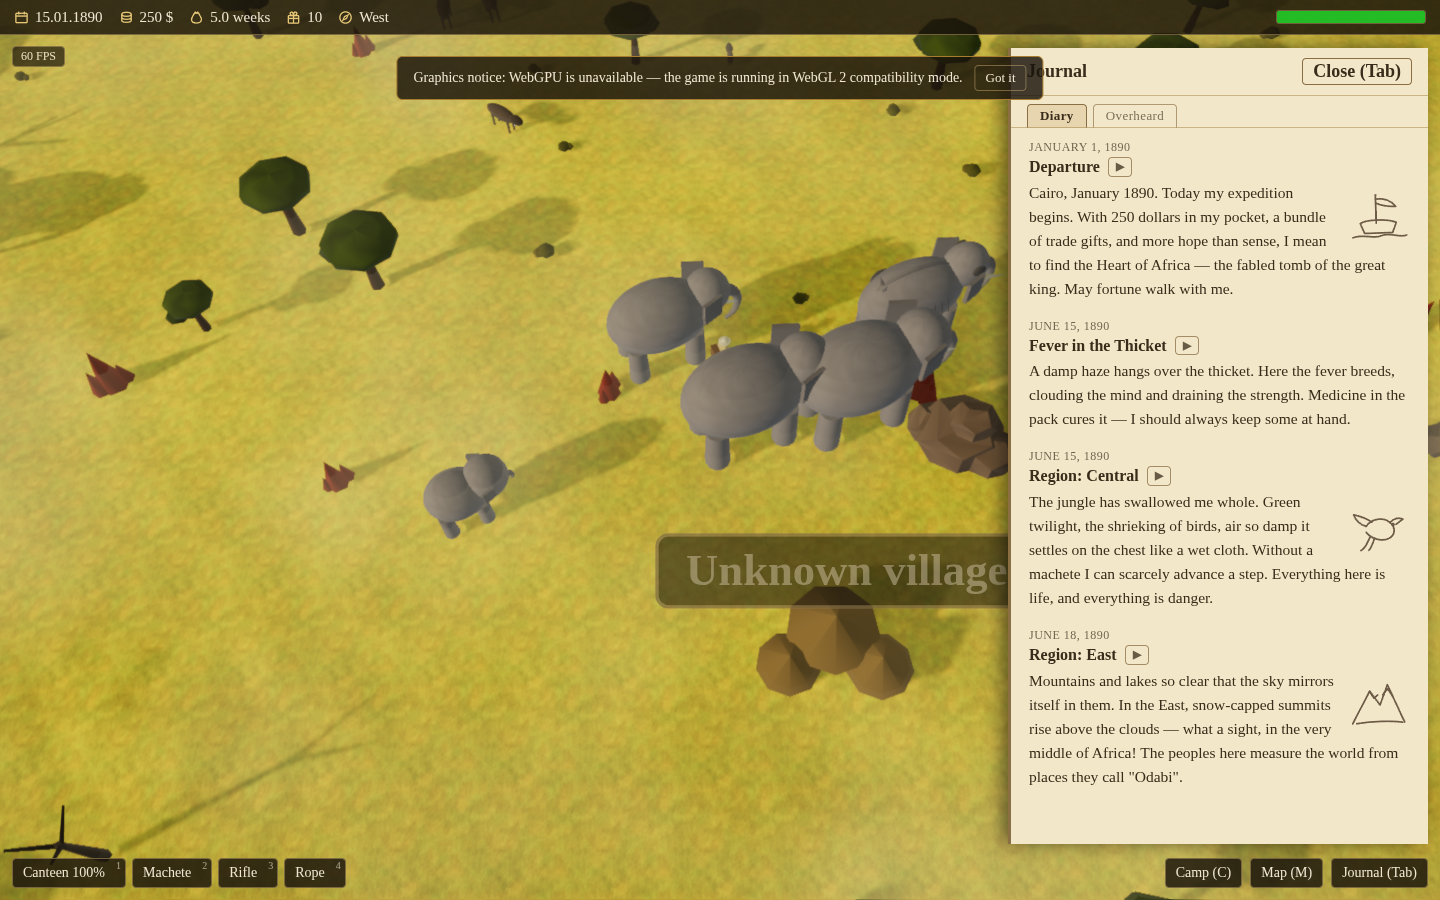 15.01.1890 250 $ 5.0 weeks 10 West
60 FPS
Graphics notice: WebGPU is unavailable — the game is running in WebGL 2 compatibility mode. Got it
Journal Close (Tab)
Diary Overheard
JANUARY 1, 1890
Departure
Cairo, January 1890. Today my expedition
begins. With 250 dollars in my pocket, a bundle
of trade gifts, and more hope than sense, I mean
to find the Heart of Africa — the fabled tomb of the great
king. May fortune walk with me.
JUNE 15, 1890
Fever in the Thicket
A damp haze hangs over the thicket. Here the fever breeds,
clouding the mind and draining the strength. Medicine in the
pack cures it — I should always keep some at hand.
JUNE 15, 1890
Region: Central
The jungle has swallowed me whole. Green
twilight, the shrieking of birds, air so damp it
settles on the chest like a wet cloth. Without a
machete I can scarcely advance a step. Everything here is
life, and everything is danger.
JUNE 18, 1890
Region: East
Mountains and lakes so clear that the sky mirrors
itself in them. In the East, snow-capped summits
rise above the clouds — what a sight, in the very
middle of Africa! The peoples here measure the world from
places they call "Odabi".
Unknown village
Canteen 100% 1 Machete 2 Rifle 3 Rope 4
Camp (C) Map (M) Journal (Tab)